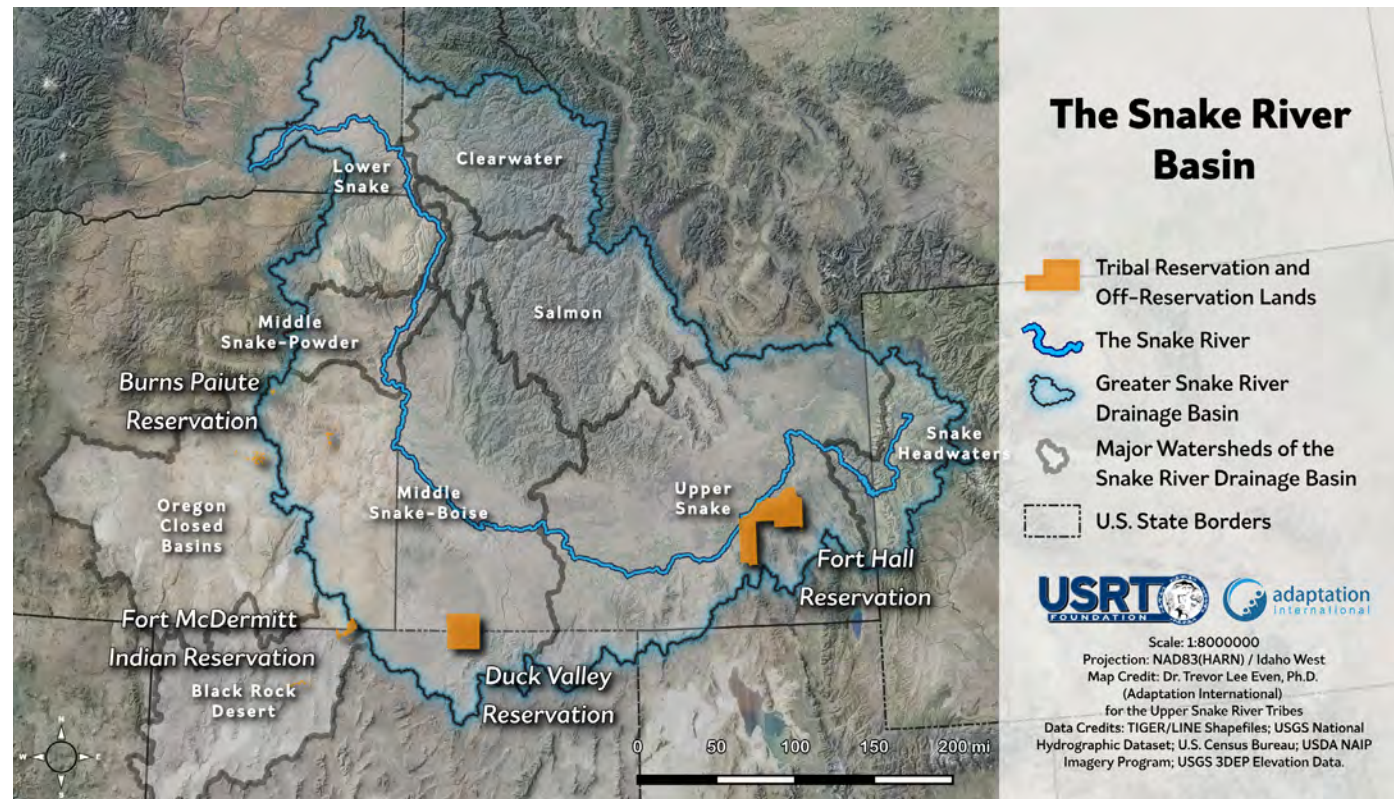 Lower
Snake
Clearwater
Salmon
Middle
Snake-Powder
Burns Paiute
Reservation
Snake
Headwaters
Upper
Snake
Middle
Snake-Boise
Oregon
Closed
Basins
Fort Hall
Reservation
Fort McDermitt
Indian Reservation
Black Rock
Desert
Duck Valley
Reservation
N
W
E
S
0 50 100 150 200 mi
The Snake River
Basin
Tribal Reservation and
Off-Reservation Lands
The Snake River
Greater Snake River
Drainage Basin
Major Watersheds of the
Snake River Drainage Basin
U.S. State Borders
USRT
FOUNDATION
adaptation
international
Scale: 1:8000000
Projection: NAD83(HARN) / Idaho West
Map Credit: Dr. Trevor Lee Even, Ph.D.
(Adaptation International)
for the Upper Snake River Tribes
Data Credits: TIGER/LINE Shapefiles; USGS National
Hydrographic Dataset; U.S. Census Bureau; USDA NAIP
Imagery Program; USGS 3DEP Elevation Data.